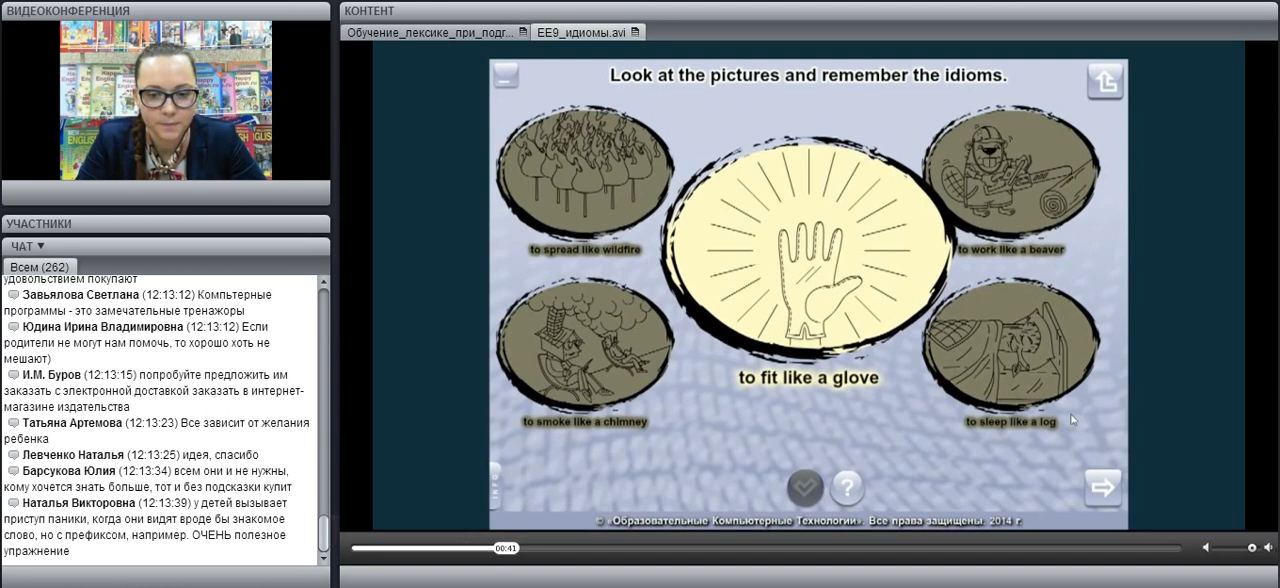 ВИДЕОКОНФЕРЕНЦИЯ
УЧАСТНИКИ
ЧАТ ▼
Всем (262)
удовольствием покупают
Завьялова Светлана (12:13:12) Компьтерные
программы - это замечательные тренажоры
Юдина Ирина Владимировна (12:13:12) Если
родители не могут нам помочь, то хорошо хоть не
мешают)
И.М. Буров (12:13:15) попробуйте предложить им
заказать с электронной доставкой заказать в интернет-
магазине издательства
Татьяна Артемова (12:13:23) Все зависит от желания
ребенка
Левченко Наталья (12:13:25) идея, спасибо
Барсукова Юлия (12:13:34) всем они и не нужны,
кому хочется знать больше, тот и без подсказки купит
Наталья Викторовна (12:13:39) у детей вызывает
приступ паники, когда они видят вроде бы знакомое
слово, но с префиксом, например. ОЧЕНЬ полезное
упражнение
КОНТЕНТ
Обучение_лексике_при_подг...
EE9_идиомы.avi
Look at the pictures and remember the idioms.
to spread like wildfire
to work like a beaver
to fit like a glove
to smoke like a chimney
to sleep like a log
?
INFO
© «Образовательные Компьютерные Технологии». Все права защищены. 2014 г.
00:41